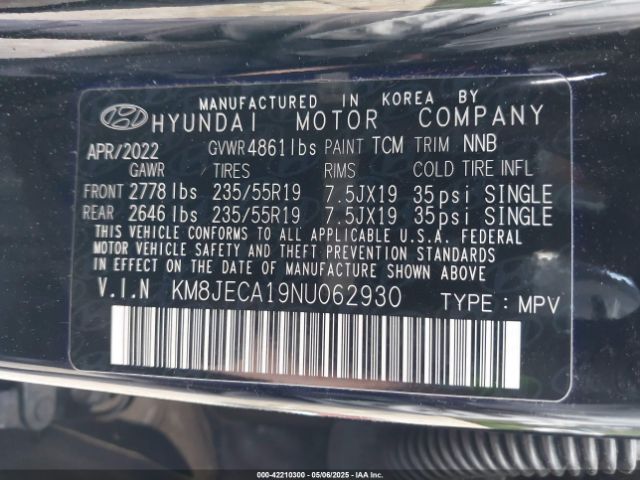 MANUFACTURED IN KOREA BY
HYUNDAI MOTOR COMPANY
APR/2022 GVWR 4861 lbs PAINT TCM TRIM NNB
GAWR TIRES RIMS COLD TIRE INFL
FRONT 2778 lbs 235/55R19 7.5JX19 35psi SINGLE
REAR 2646 lbs 235/55R19 7.5JX19 35psi SINGLE
THIS VEHICLE CONFORMS TO ALL APPLICABLE U.S.A. FEDERAL
MOTOR VEHICLE SAFETY AND THEFT PREVENTION STANDARDS
IN EFFECT ON THE DATE OF MANUFACTURE SHOWN ABOVE.
V.I.N KM8JECA19NU062930 TYPE : MPV
000-42210300 - 05/06/2025 - IAAI.com